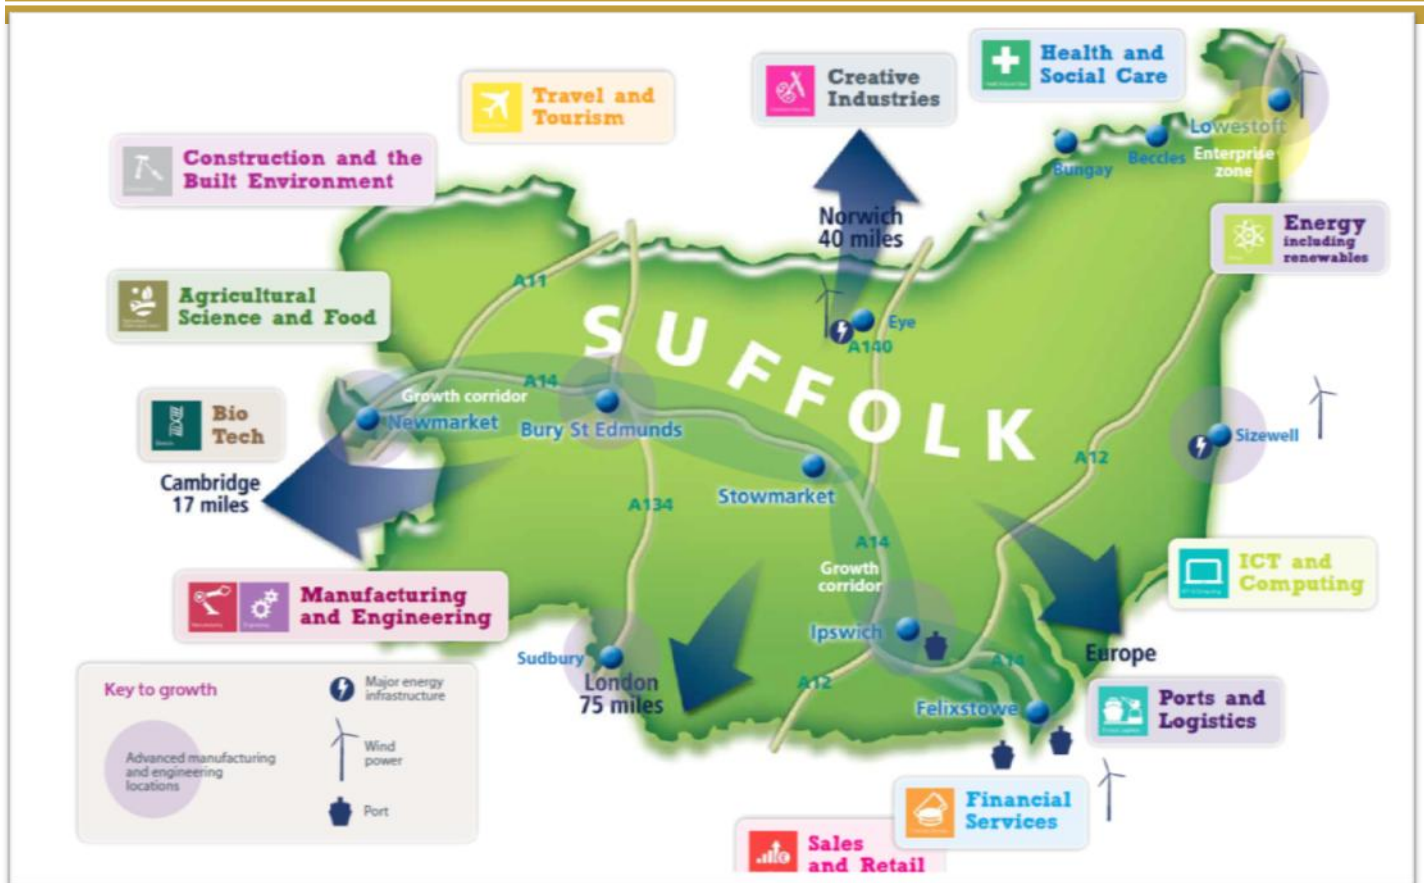 Health and
Social Care
Creative
Industries
Travel and
Tourism
Construction and the
Built Environment
Lowestoft
Enterprise
zone
Beccles
Bungay
Norwich
40 miles
Energy
including
renewables
A11
Agricultural
Science and Food
SUFFOLK
Eye
A140
A14
Growth corridor
Newmarket
Bury St Edmunds
Bio
Tech
Sizewell
A12
Cambridge
17 miles
Stowmarket
A134
A14
Growth
corridor
ICT and
Computing
Manufacturing
and Engineering
Ipswich
Europe
A14
Sudbury
London
75 miles
A12
Felixstowe
Ports and
Logistics
Key to growth
Advanced manufacturing
and engineering
locations
Major energy
infrastructure
Wind
power
Port
Financial
Services
Sales
and Retail